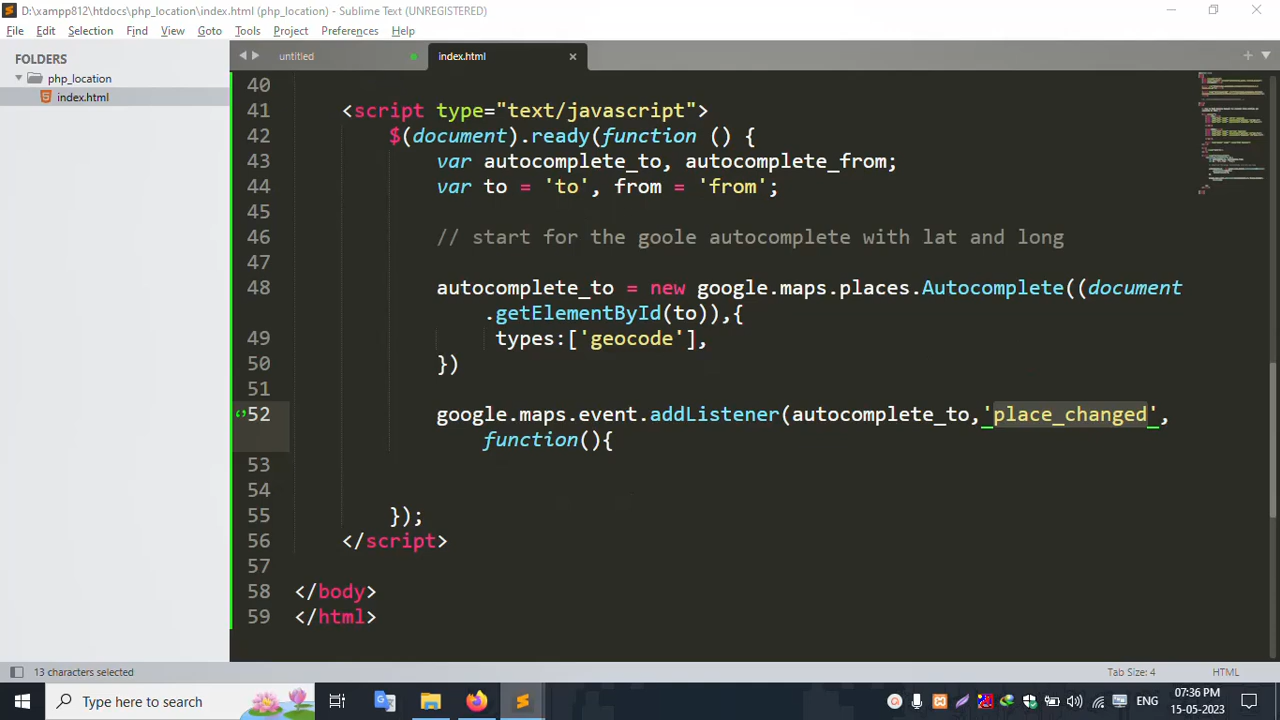 D:\xampp812\htdocs\php_location\index.html (php_location) - Sublime Text (UNREGISTERED)
File Edit Selection Find View Goto Tools Project Preferences Help
FOLDERS
php_location
index.html
untitled
index.html
40
41 <script type="text/javascript">
42 $(document).ready(function () {
43 var autocomplete_to, autocomplete_from;
44 var to = 'to', from = 'from';
45
46 // start for the goole autocomplete with lat and long
47
48 autocomplete_to = new google.maps.places.Autocomplete((document
.getElementById(to)),{
49 types:['geocode'],
50 })
51
52 google.maps.event.addListener(autocomplete_to,'place_changed',
function(){
53
54
55 });
56 </script>
57
58 </body>
59 </html>
13 characters selected
Tab Size: 4
HTML
Type here to search
ENG
07:36 PM
15-05-2023